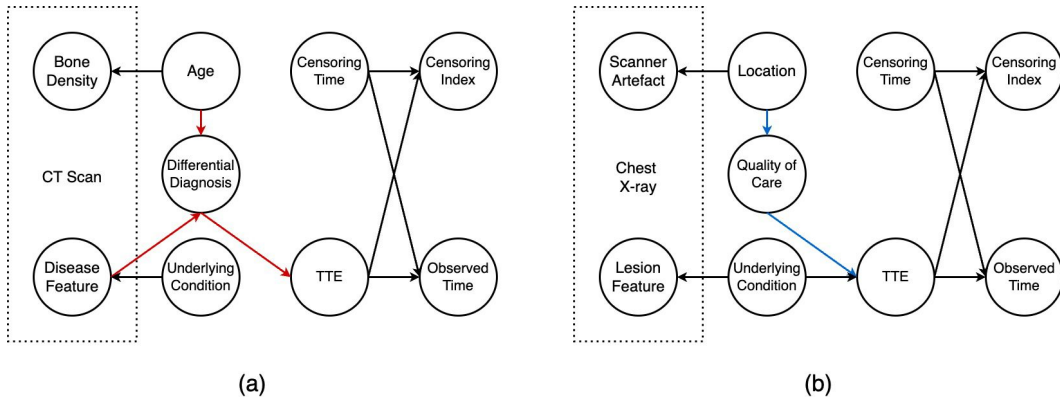 Bone
Density
Age
Censoring
Time
Censoring
Index
CT Scan
Differential
Diagnosis
Disease
Feature
Underlying
Condition
TTE
Observed
Time
(a)
Scanner
Artefact
Location
Censoring
Time
Censoring
Index
Chest
X-ray
Quality of
Care
Lesion
Feature
Underlying
Condition
TTE
Observed
Time
(b)